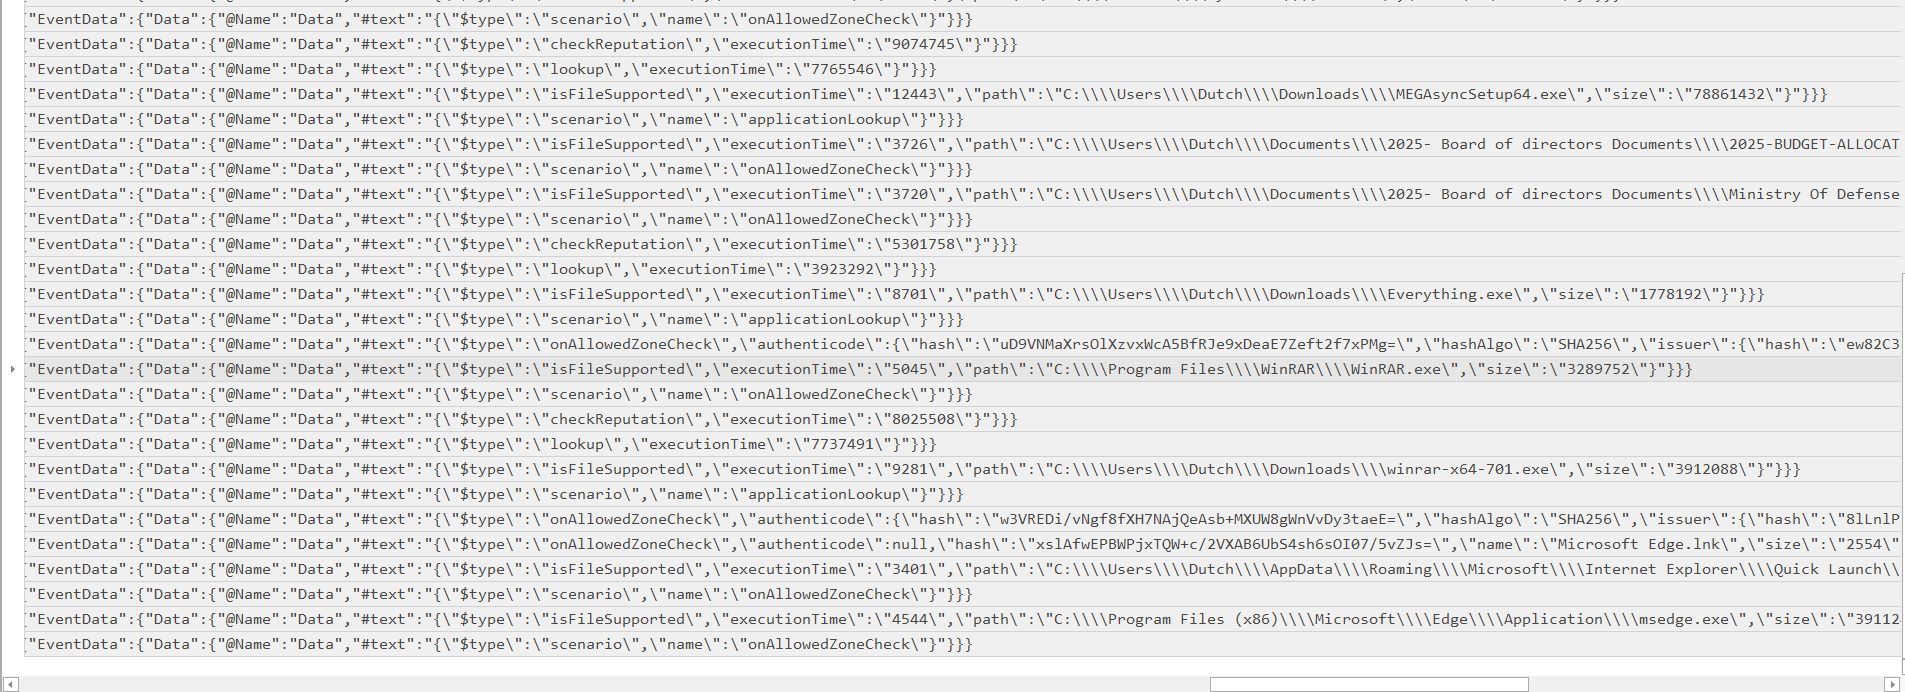 "EventData":{"Data":{"@Name":"Data","#text":"{\"$type\":\"scenario\",\"name\":\"onAllowedZoneCheck\"}"}}}
"EventData":{"Data":{"@Name":"Data","#text":"{\"$type\":\"checkReputation\",\"executionTime\":\"9074745\"}"}}}
"EventData":{"Data":{"@Name":"Data","#text":"{\"$type\":\"lookup\",\"executionTime\":\"7765546\"}"}}}
"EventData":{"Data":{"@Name":"Data","#text":"{\"$type\":\"isFileSupported\",\"executionTime\":\"12443\",\"path\":\"C:\\\\Users\\\\Dutch\\\\Downloads\\\\MEGAsyncSetup64.exe\",\"size\":\"78861432\"}"}}}
"EventData":{"Data":{"@Name":"Data","#text":"{\"$type\":\"scenario\",\"name\":\"applicationLookup\"}"}}}
"EventData":{"Data":{"@Name":"Data","#text":"{\"$type\":\"isFileSupported\",\"executionTime\":\"3726\",\"path\":\"C:\\\\Users\\\\Dutch\\\\Documents\\\\2025- Board of directors Documents\\\\2025-BUDGET-ALLOCAT
"EventData":{"Data":{"@Name":"Data","#text":"{\"$type\":\"scenario\",\"name\":\"onAllowedZoneCheck\"}"}}}
"EventData":{"Data":{"@Name":"Data","#text":"{\"$type\":\"isFileSupported\",\"executionTime\":\"3720\",\"path\":\"C:\\\\Users\\\\Dutch\\\\Documents\\\\2025- Board of directors Documents\\\\Ministry Of Defense
"EventData":{"Data":{"@Name":"Data","#text":"{\"$type\":\"scenario\",\"name\":\"onAllowedZoneCheck\"}"}}}
"EventData":{"Data":{"@Name":"Data","#text":"{\"$type\":\"checkReputation\",\"executionTime\":\"5301758\"}"}}}
"EventData":{"Data":{"@Name":"Data","#text":"{\"$type\":\"lookup\",\"executionTime\":\"3923292\"}"}}}
"EventData":{"Data":{"@Name":"Data","#text":"{\"$type\":\"isFileSupported\",\"executionTime\":\"8701\",\"path\":\"C:\\\\Users\\\\Dutch\\\\Downloads\\\\Everything.exe\",\"size\":\"1778192\"}"}}}
"EventData":{"Data":{"@Name":"Data","#text":"{\"$type\":\"scenario\",\"name\":\"applicationLookup\"}"}}}
"EventData":{"Data":{"@Name":"Data","#text":"{\"$type\":\"onAllowedZoneCheck\",\"authenticode\":{\"hash\":\"uD9VNMaXrsOlXzvxWcA5BfRJe9xDeaE7Zeft2f7xPMg=\",\"hashAlgo\":\"SHA256\",\"issuer\":{\"hash\":\"ew82C3
"EventData":{"Data":{"@Name":"Data","#text":"{\"$type\":\"isFileSupported\",\"executionTime\":\"5045\",\"path\":\"C:\\\\Program Files\\\\WinRAR\\\\WinRAR.exe\",\"size\":\"3289752\"}"}}}
"EventData":{"Data":{"@Name":"Data","#text":"{\"$type\":\"scenario\",\"name\":\"onAllowedZoneCheck\"}"}}}
"EventData":{"Data":{"@Name":"Data","#text":"{\"$type\":\"checkReputation\",\"executionTime\":\"8025508\"}"}}}
"EventData":{"Data":{"@Name":"Data","#text":"{\"$type\":\"lookup\",\"executionTime\":\"7737491\"}"}}}
"EventData":{"Data":{"@Name":"Data","#text":"{\"$type\":\"isFileSupported\",\"executionTime\":\"9281\",\"path\":\"C:\\\\Users\\\\Dutch\\\\Downloads\\\\winrar-x64-701.exe\",\"size\":\"3912088\"}"}}}
"EventData":{"Data":{"@Name":"Data","#text":"{\"$type\":\"scenario\",\"name\":\"applicationLookup\"}"}}}
"EventData":{"Data":{"@Name":"Data","#text":"{\"$type\":\"onAllowedZoneCheck\",\"authenticode\":{\"hash\":\"w3VREDi/vNgf8fXH7NAjQeAsb+MXUW8gWnVvDy3taeE=\",\"hashAlgo\":\"SHA256\",\"issuer\":{\"hash\":\"8lLnlP
"EventData":{"Data":{"@Name":"Data","#text":"{\"$type\":\"onAllowedZoneCheck\",\"authenticode\":null,\"hash\":\"xslAfwEPBWPjxTQW+c/2VXAB6UbS4sh6sOI07/5vZJs=\",\"name\":\"Microsoft Edge.lnk\",\"size\":\"2554\"
"EventData":{"Data":{"@Name":"Data","#text":"{\"$type\":\"isFileSupported\",\"executionTime\":\"3401\",\"path\":\"C:\\\\Users\\\\Dutch\\\\AppData\\\\Roaming\\\\Microsoft\\\\Internet Explorer\\\\Quick Launch\\
"EventData":{"Data":{"@Name":"Data","#text":"{\"$type\":\"scenario\",\"name\":\"onAllowedZoneCheck\"}"}}}
"EventData":{"Data":{"@Name":"Data","#text":"{\"$type\":\"isFileSupported\",\"executionTime\":\"4544\",\"path\":\"C:\\\\Program Files (x86)\\\\Microsoft\\\\Edge\\\\Application\\\\msedge.exe\",\"size\":\"39112
"EventData":{"Data":{"@Name":"Data","#text":"{\"$type\":\"scenario\",\"name\":\"onAllowedZoneCheck\"}"}}}